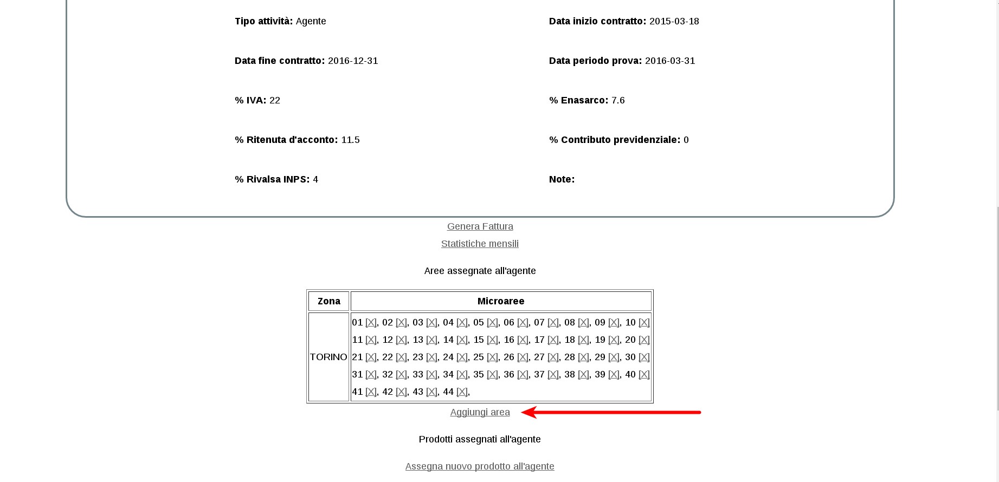 Tipo attività: Agente Data inizio contratto: 2015-03-18
Data fine contratto: 2016-12-31 Data periodo prova: 2016-03-31
% IVA: 22 % Enasarco: 7.6
% Ritenuta d'acconto: 11.5 % Contributo previdenziale: 0
% Rivalsa INPS: 4 Note:
Genera Fattura
Statistiche mensili
Aree assegnate all'agente
Zona Microaree
01 [X], 02 [X], 03 [X], 04 [X], 05 [X], 06 [X], 07 [X], 08 [X], 09 [X], 10 [X]
11 [X], 12 [X], 13 [X], 14 [X], 15 [X], 16 [X], 17 [X], 18 [X], 19 [X], 20 [X]
TORINO 21 [X], 22 [X], 23 [X], 24 [X], 25 [X], 26 [X], 27 [X], 28 [X], 29 [X], 30 [X]
31 [X], 32 [X], 33 [X], 34 [X], 35 [X], 36 [X], 37 [X], 38 [X], 39 [X], 40 [X]
41 [X], 42 [X], 43 [X], 44 [X],
Aggiungi area
Prodotti assegnati all'agente
Assegna nuovo prodotto all'agente